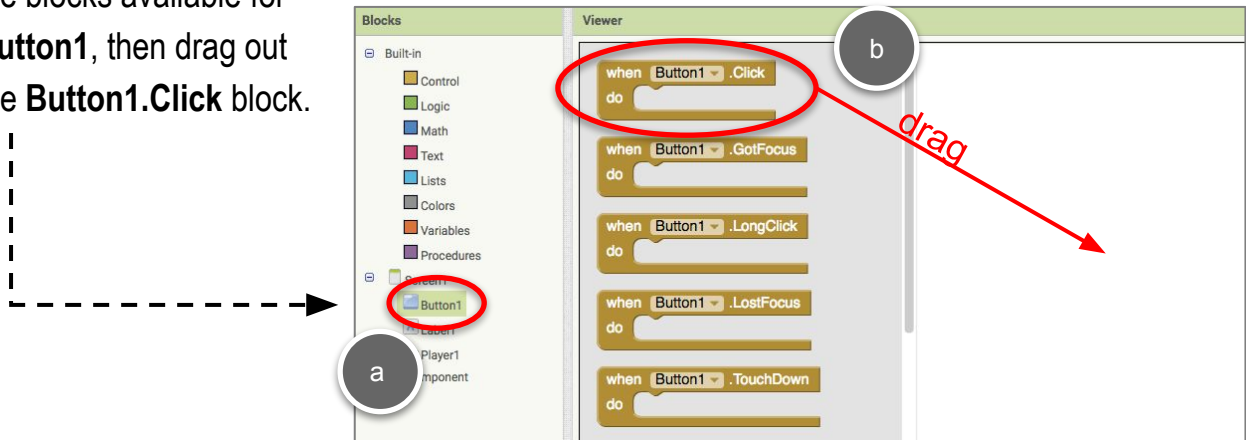 e blocks available for
utton1, then drag out
e Button1.Click block.
Blocks
Viewer
Built-in
Control
Logic
Math
Text
Lists
Colors
Variables
Procedures
Screen1
Button1
Label1
Player1
mponent
a
b
when Button1 .Click
do
when Button1 .GotFocus
do
when Button1 .LongClick
do
when Button1 .LostFocus
do
when Button1 .TouchDown
do
drag